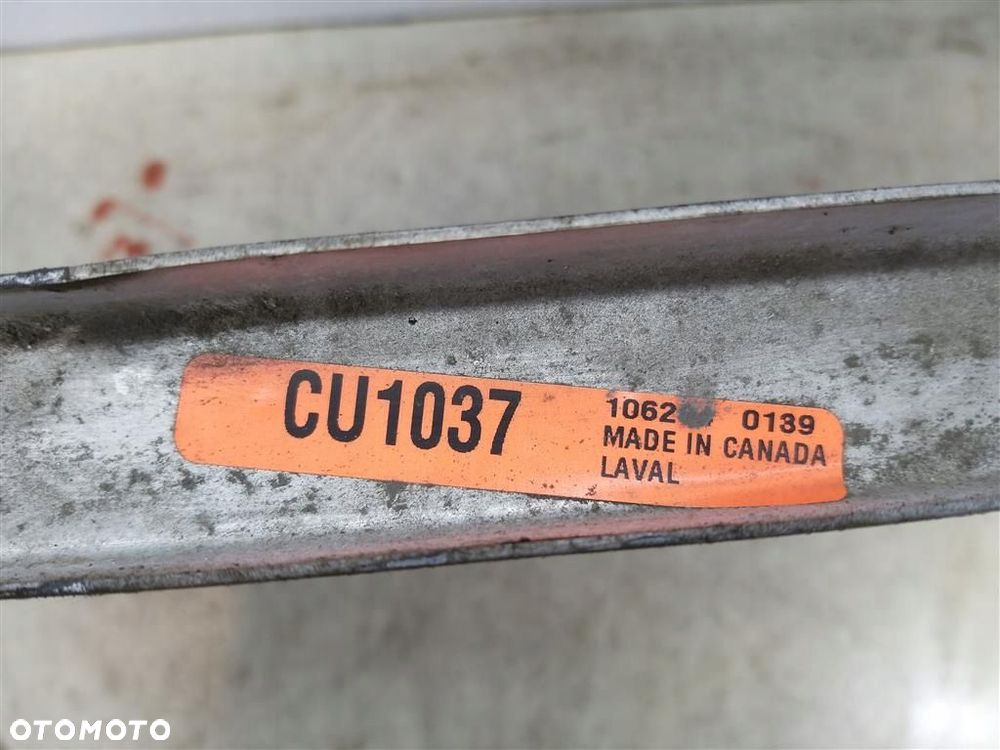 CU1037
1062 0139
MADE IN CANADA
LAVAL
OTOMOTO